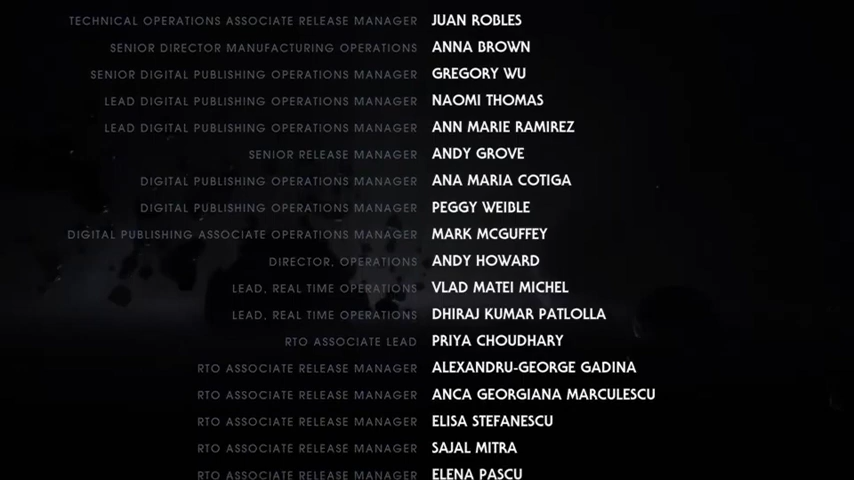 TECHNICAL OPERATIONS ASSOCIATE RELEASE MANAGER JUAN ROBLES
SENIOR DIRECTOR MANUFACTURING OPERATIONS ANNA BROWN
SENIOR DIGITAL PUBLISHING OPERATIONS MANAGER GREGORY WU
LEAD DIGITAL PUBLISHING OPERATIONS MANAGER NAOMI THOMAS
LEAD DIGITAL PUBLISHING OPERATIONS MANAGER ANN MARIE RAMIREZ
SENIOR RELEASE MANAGER ANDY GROVE
DIGITAL PUBLISHING OPERATIONS MANAGER ANA MARIA COTIGA
DIGITAL PUBLISHING OPERATIONS MANAGER PEGGY WEIBLE
DIGITAL PUBLISHING ASSOCIATE OPERATIONS MANAGER MARK MCGUFFEY
DIRECTOR, OPERATIONS ANDY HOWARD
LEAD, REAL TIME OPERATIONS VLAD MATEI MICHEL
LEAD, REAL TIME OPERATIONS DHIRAJ KUMAR PATLOLLA
RTO ASSOCIATE LEAD PRIYA CHOUDHARY
RTO ASSOCIATE RELEASE MANAGER ALEXANDRU-GEORGE GADINA
RTO ASSOCIATE RELEASE MANAGER ANCA GEORGIANA MARCULESCU
RTO ASSOCIATE RELEASE MANAGER ELISA STEFANESCU
RTO ASSOCIATE RELEASE MANAGER SAJAL MITRA
RTO ASSOCIATE RELEASE MANAGER ELENA PASCU